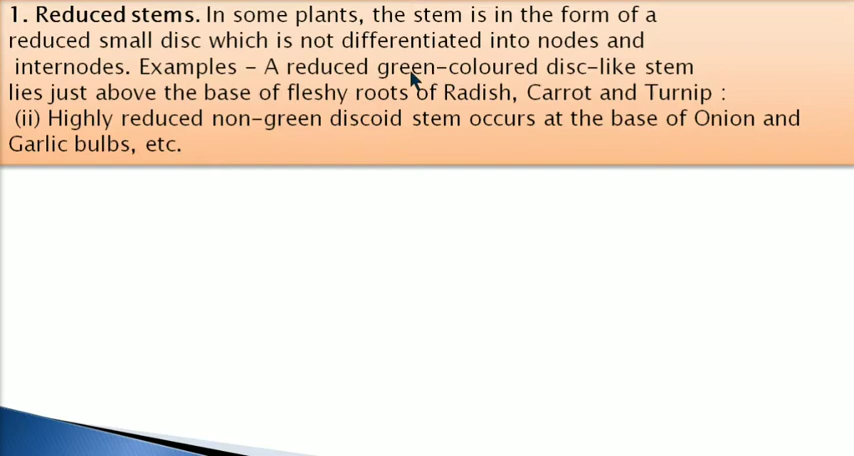 1. Reduced stems. In some plants, the stem is in the form of a
reduced small disc which is not differentiated into nodes and
internodes. Examples – A reduced green-coloured disc-like stem
lies just above the base of fleshy roots of Radish, Carrot and Turnip :
(ii) Highly reduced non-green discoid stem occurs at the base of Onion and
Garlic bulbs, etc.